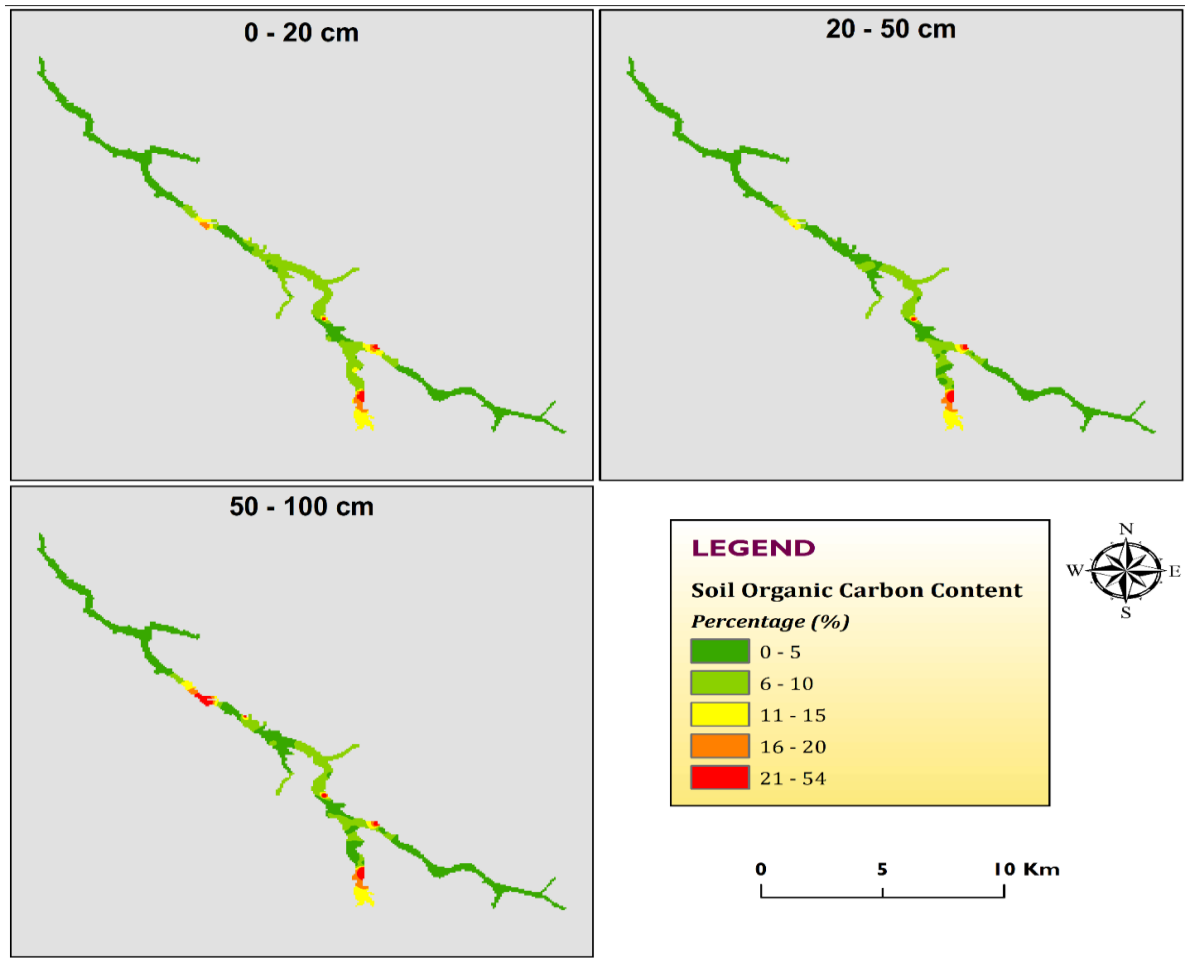 0 - 20 cm
20 - 50 cm
50 - 100 cm
LEGEND
Soil Organic Carbon Content
Percentage (%)
0 - 5
6 - 10
11 - 15
16 - 20
21 - 54
N
W E
S
0 5 10 Km